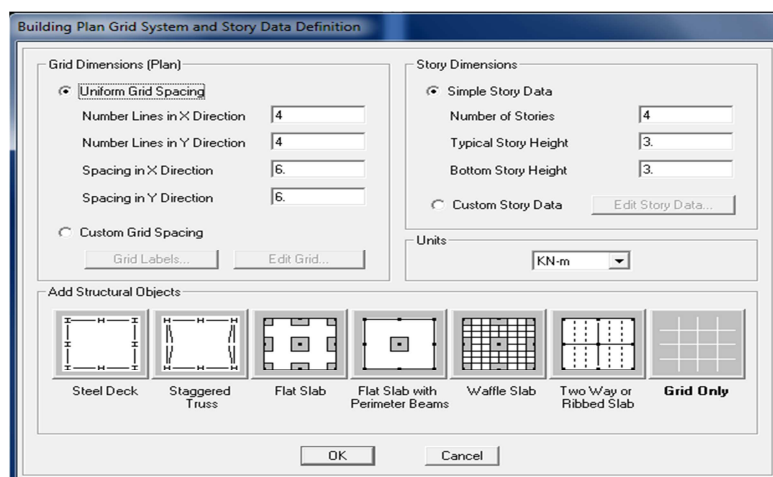 Building Plan Grid System and Story Data Definition
Grid Dimensions (Plan)
Uniform Grid Spacing
Number Lines in X Direction 4
Number Lines in Y Direction 4
Spacing in X Direction 6.
Spacing in Y Direction 6.
Custom Grid Spacing
Grid Labels... Edit Grid...
Story Dimensions
Simple Story Data
Number of Stories 4
Typical Story Height 3.
Bottom Story Height 3.
Custom Story Data Edit Story Data...
Units
KN-m
Add Structural Objects
Steel Deck
Staggered
Truss
Flat Slab
Flat Slab with
Perimeter Beams
Waffle Slab
Two Way or
Ribbed Slab
Grid Only
OK Cancel